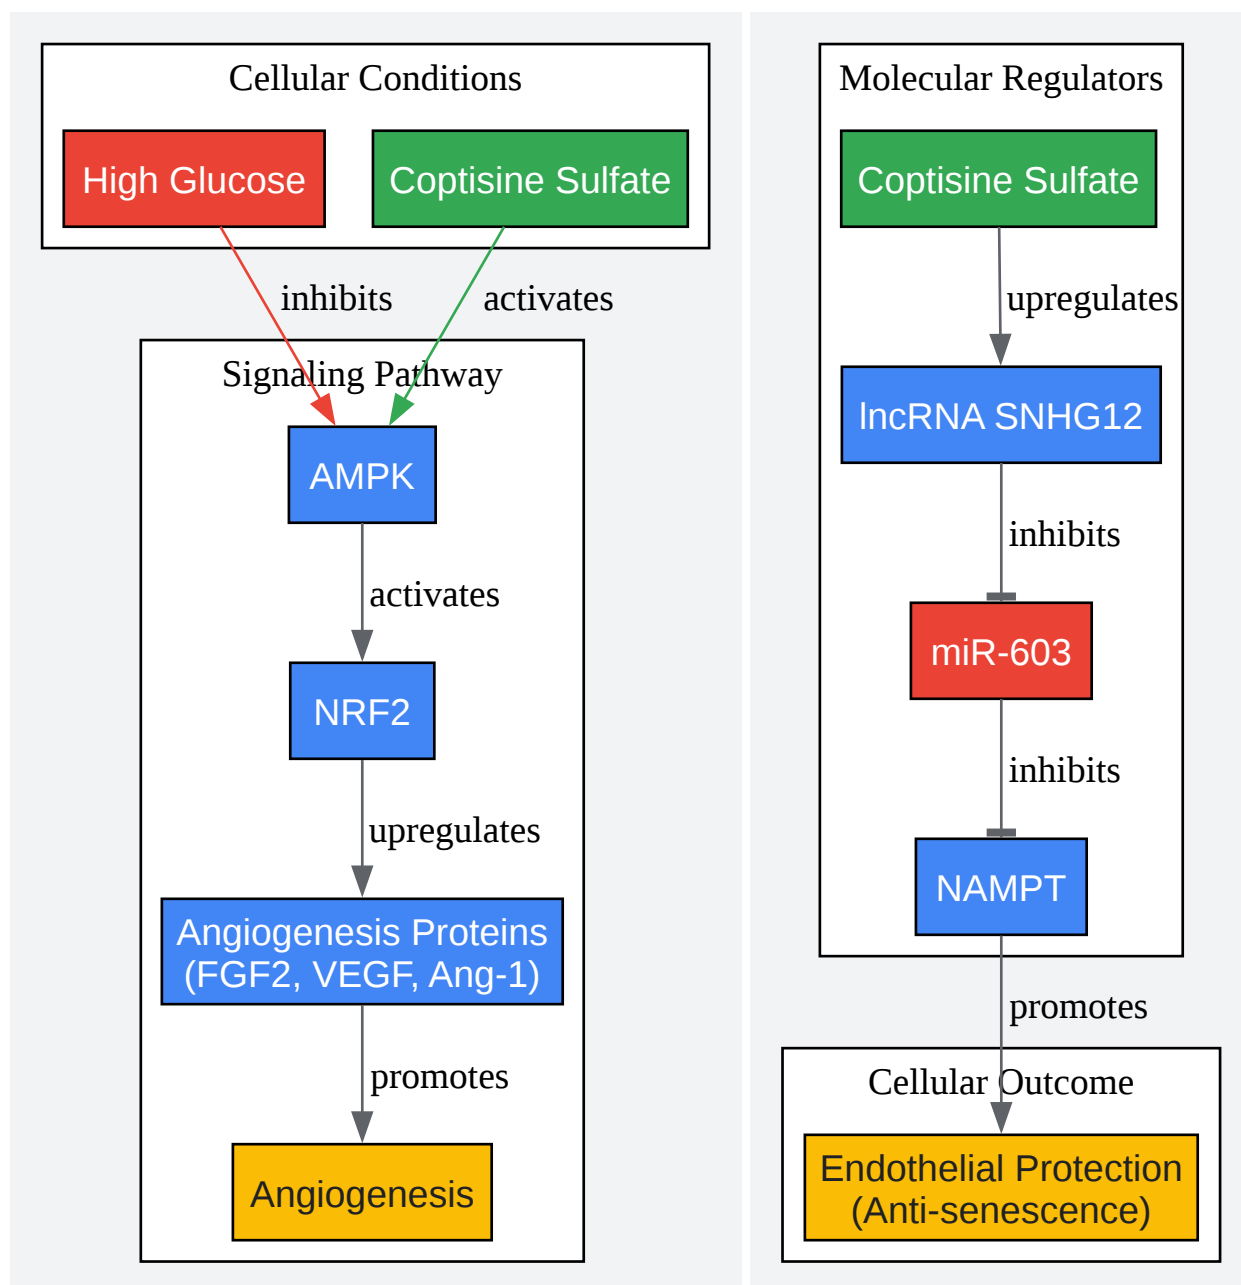 Cellular Conditions
High Glucose
Coptisine Sulfate
inhibits
activates
Signaling Pathway
AMPK
activates
NRF2
upregulates
Angiogenesis Proteins
(FGF2, VEGF, Ang-1)
promotes
Angiogenesis
Molecular Regulators
Coptisine Sulfate
upregulates
lncRNA SNHG12
inhibits
miR-603
inhibits
NAMPT
promotes
Cellular Outcome
Endothelial Protection
(Anti-senescence)